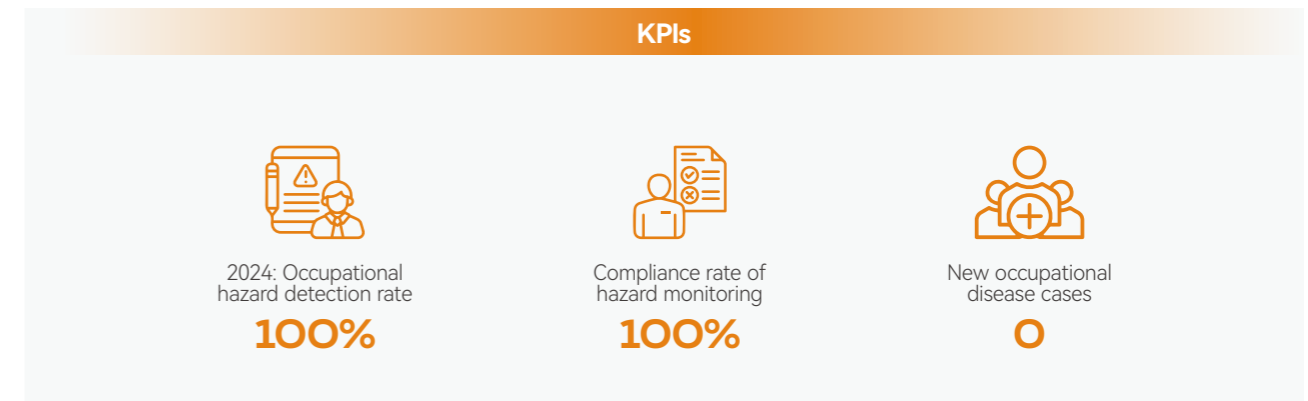 KPIs
2024: Occupational
hazard detection rate
100%
Compliance rate of
hazard monitoring
100%
New occupational
disease cases
0